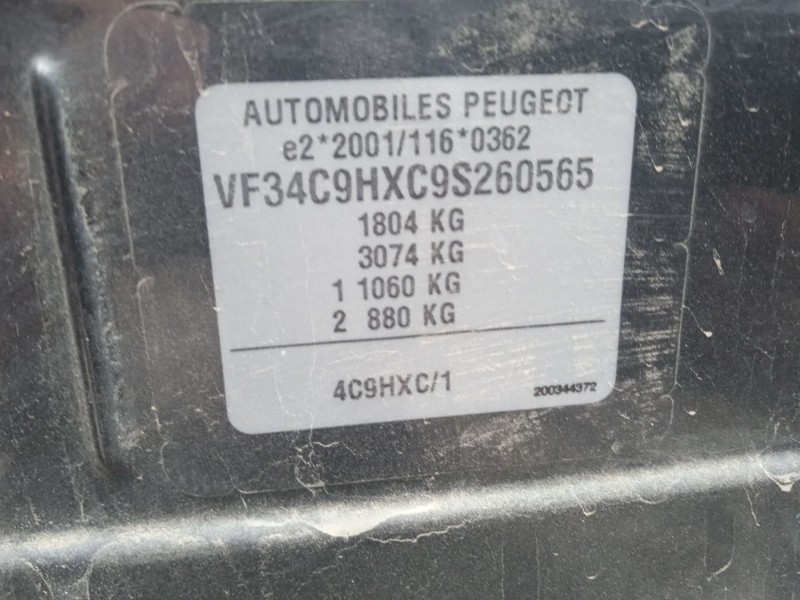 AUTOMOBILES PEUGEOT
e2*2001/116*0362
VF34C9HXC9S260565
1804 KG
3074 KG
1 1060 KG
2 880 KG
4C9HXC/1
200344372